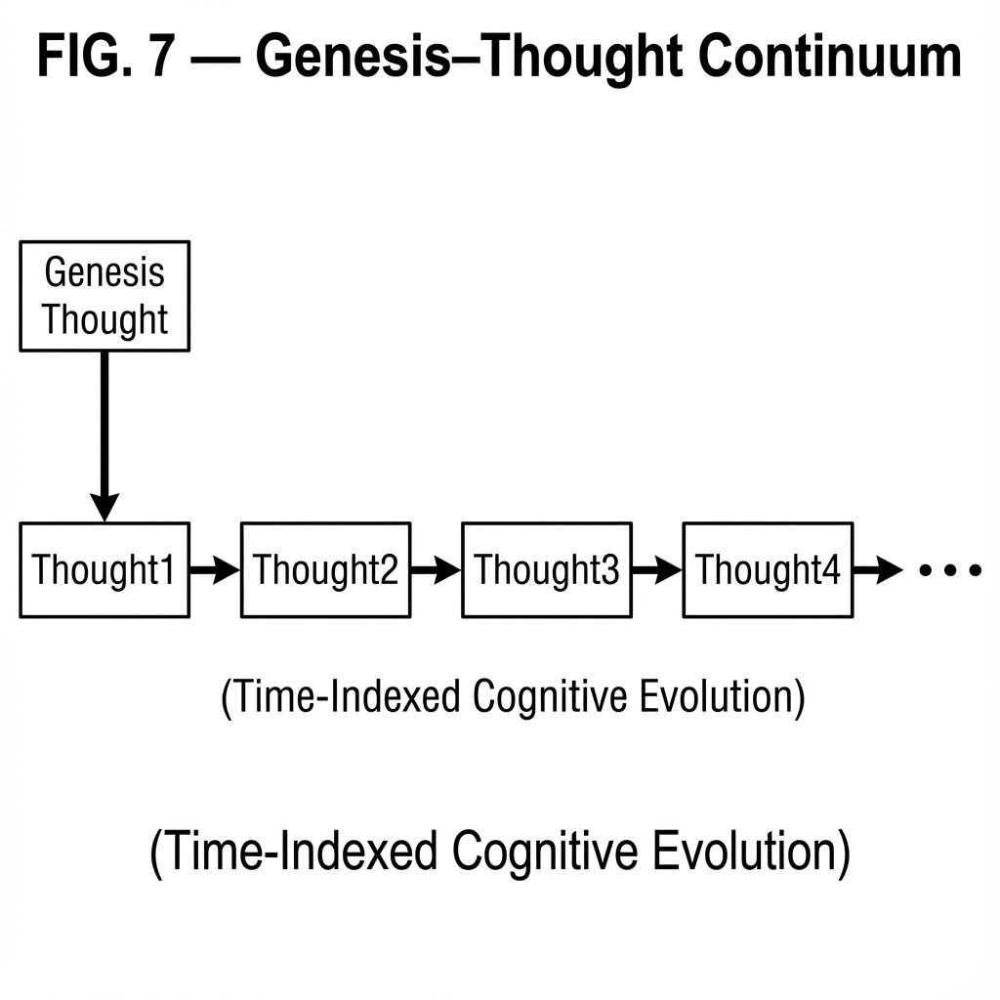 FIG. 7 — Genesis–Thought Continuum
Genesis
Thought
Thought1
Thought2
Thought3
Thought4
(Time-Indexed Cognitive Evolution)
(Time-Indexed Cognitive Evolution)